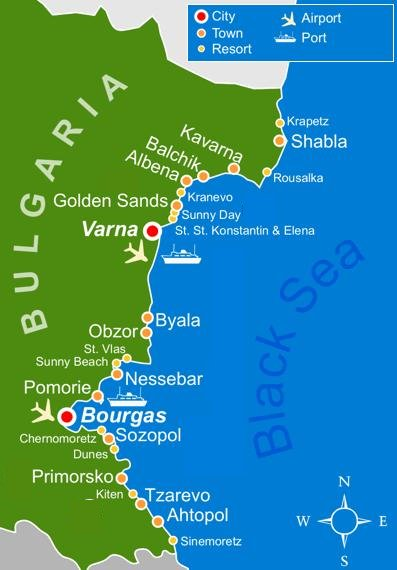 City
Airport
Town
Port
Resort
BULGARIA
Krapetz
Shabla
Kavarna
Balchik
Albena
Rousalka
Kranevo
Golden Sands
Sunny Day
Varna
St. St. Konstantin & Elena
Black Sea
Byala
Obzor
St. Vlas
Sunny Beach
Nessebar
Pomorie
Bourgas
Chernomoretz
Sozopol
Dunes
Primorsko
_ Kiten
Tzarevo
Ahtopol
Sinemoretz
N
W
E
S